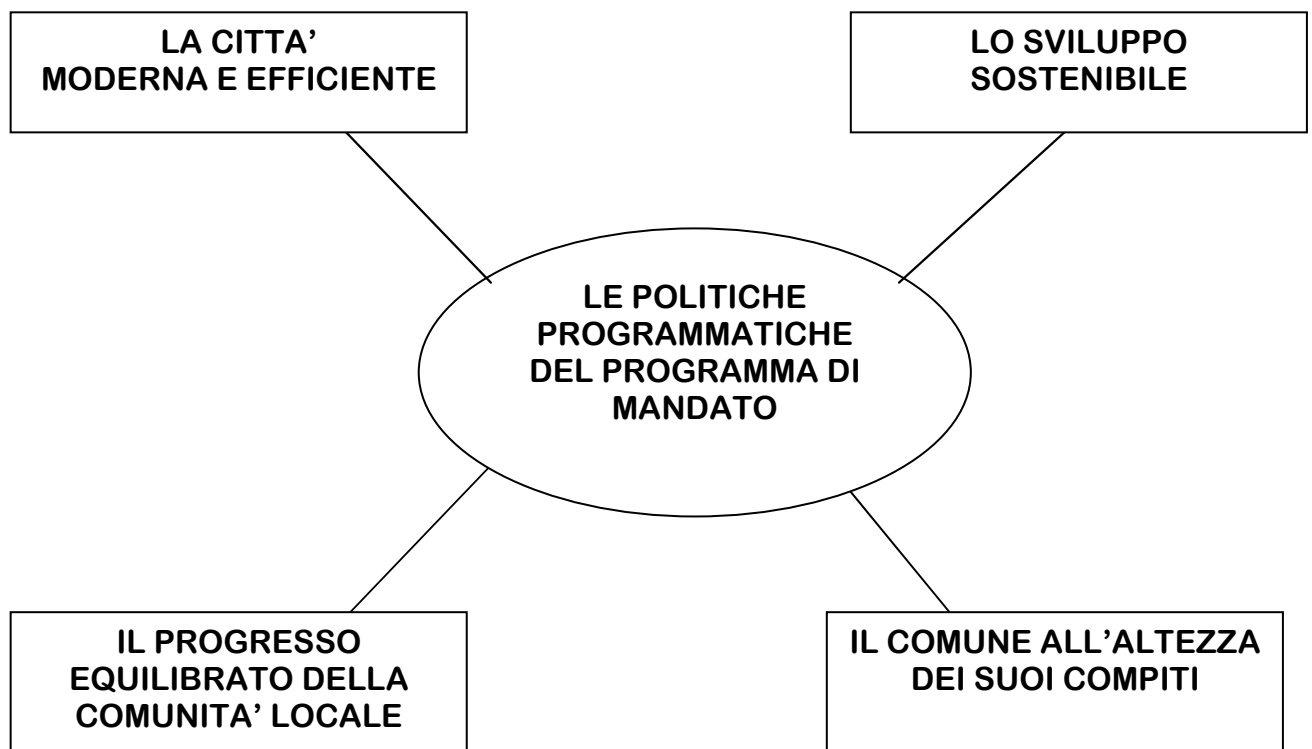 LA CITTA’
MODERNA E EFFICIENTE
LO SVILUPPO
SOSTENIBILE
LE POLITICHE
PROGRAMMATICHE
DEL PROGRAMMA DI
MANDATO
IL PROGRESSO
EQUILIBRATO DELLA
COMUNITA’ LOCALE
IL COMUNE ALL’ALTEZZA
DEI SUOI COMPITI